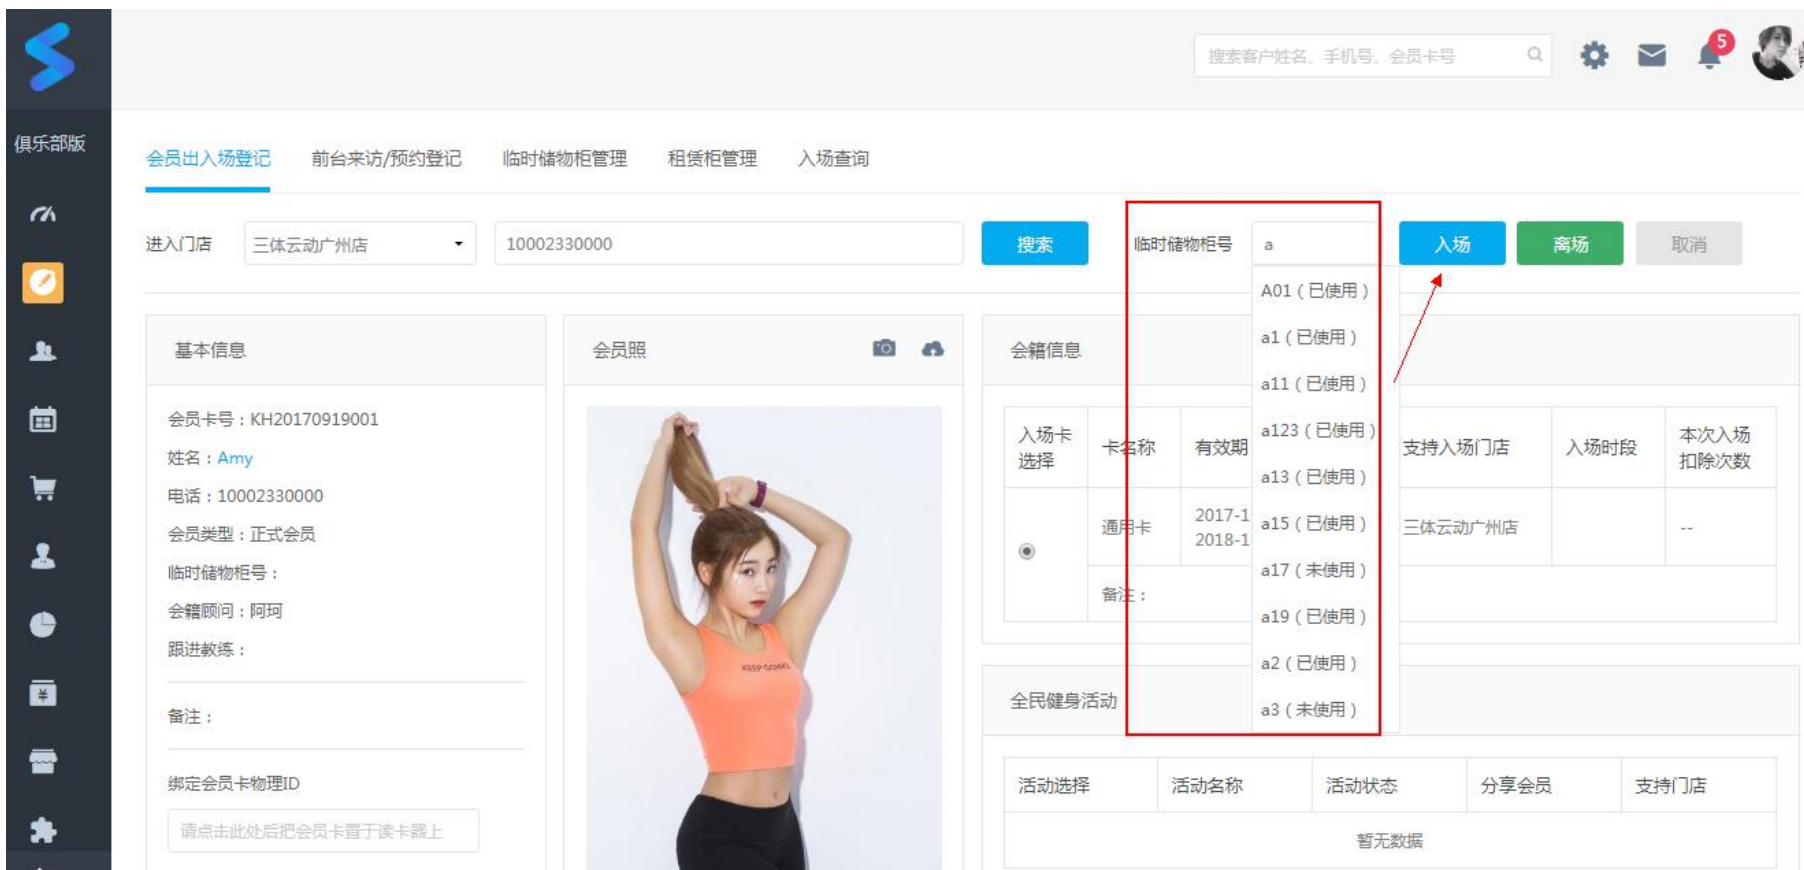 搜索客户姓名、手机号、会员卡号
5
俱乐部版
会员出入场登记 前台来访/预约登记 临时储物柜管理 租赁柜管理 入场查询
进入门店 三体云动广州店 10002330000 搜索 临时储物柜号 a 入场 离场 取消
A01(已使用)
a1(已使用)
a11(已使用)
a123(已使用)
a13(已使用)
a15(已使用)
a17(未使用)
a19(已使用)
a2(已使用)
a3(未使用)
基本信息
会员卡号:KH20170919001
姓名:Amy
电话:10002330000
会员类型:正式会员
临时储物柜号:
会籍顾问:阿珂
跟进教练:
备注:
绑定会员卡物理ID
请点击此处后把会员卡置于读卡器上
会员照
KEEP GOING
会籍信息
入场卡选择 卡名称 有效期 支持入场门店 入场时段 本次入场扣除次数
通用卡 2017-1 三体云动广州店 --
2018-1
备注:
全民健身活动
活动选择 活动名称 活动状态 分享会员 支持门店
暂无数据